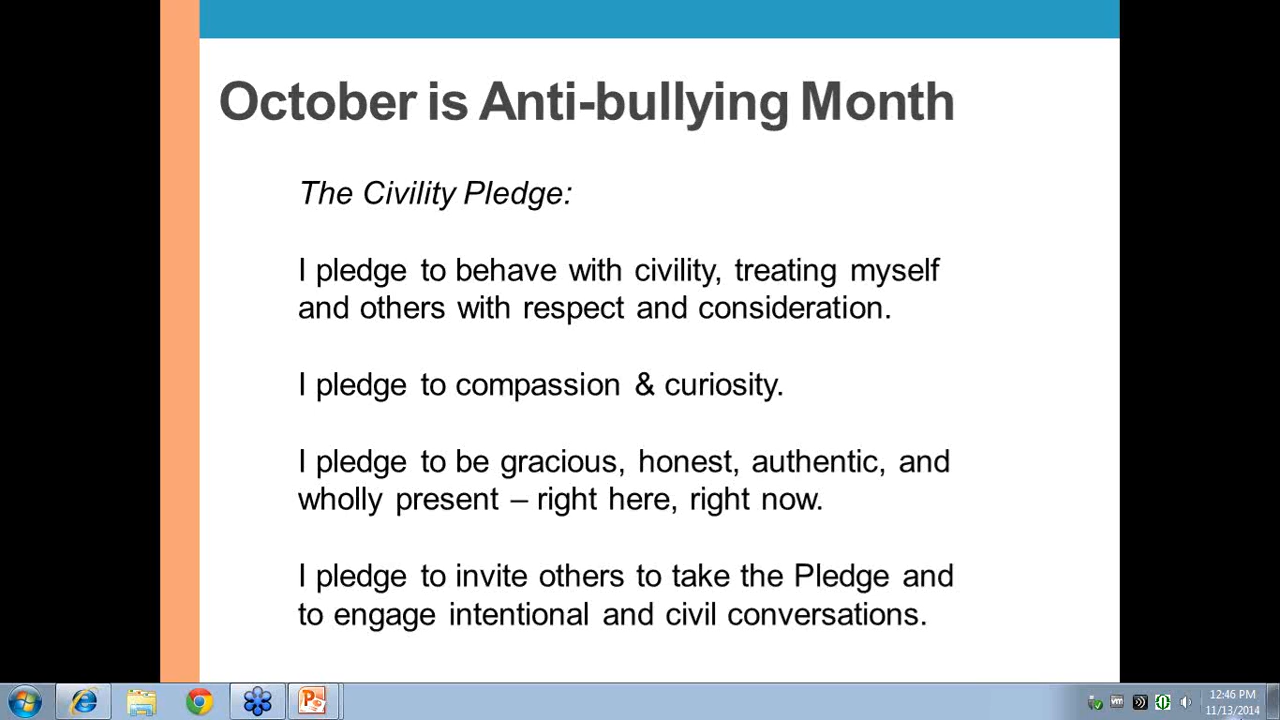 October is Anti-bullying Month
The Civility Pledge:
I pledge to behave with civility, treating myself
and others with respect and consideration.
I pledge to compassion & curiosity.
I pledge to be gracious, honest, authentic, and
wholly present – right here, right now.
I pledge to invite others to take the Pledge and
to engage intentional and civil conversations.
12:46 PM
11/13/2014